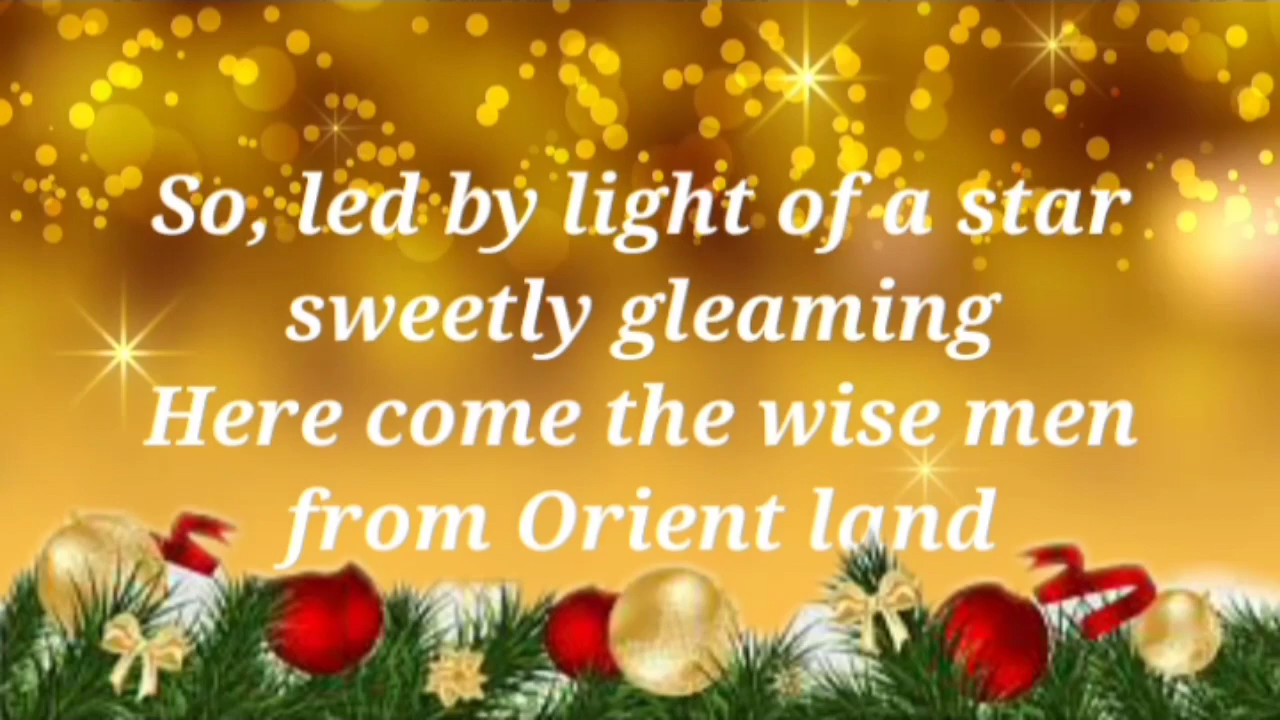 So, led by light of a star
sweetly gleaming
Here come the wise men
from Orient land